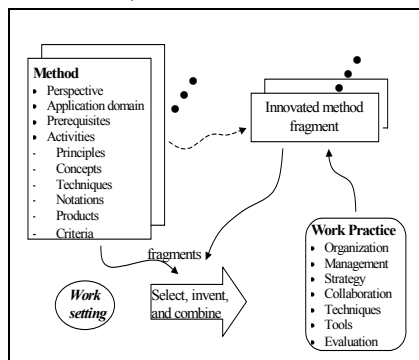 Method
• Perspective
• Application domain
• Prerequisites
• Activities
- Principles
- Concepts
- Techniques
- Notations
- Products
- Criteria
Innovated method
fragment
fragments
Work
setting
Select, invent,
and combine
Work Practice
• Organization
• Management
• Strategy
• Collaboration
• Techniques
• Tools
• Evaluation